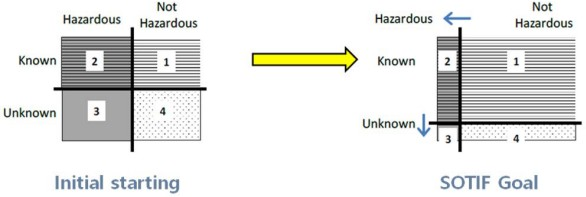 Hazardous
Not
Hazardous
Known
2
1
Unknown
3
4
Initial starting
Hazardous
Not
Hazardous
Known
2
1
Unknown
3
4
SOTIF Goal